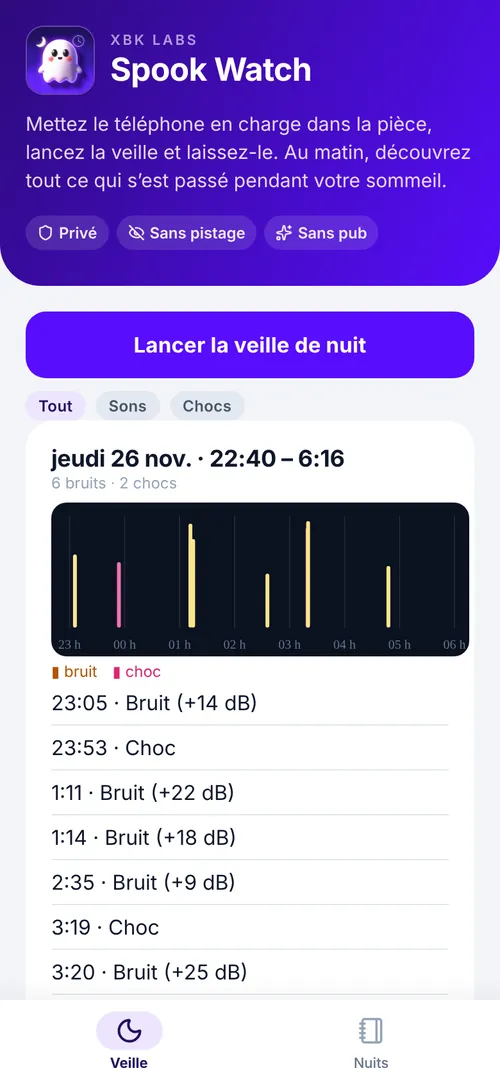 XBK LABS
Spook Watch
Mettez le téléphone en charge dans la pièce,
lancez la veille et laissez-le. Au matin, découvrez
tout ce qui s’est passé pendant votre sommeil.
Privé
Sans pistage
Sans pub
Lancer la veille de nuit
Tout
Sons
Chocs
jeudi 26 nov. · 22:40 – 6:16
6 bruits · 2 chocs
23 h 00 h 01 h 02 h 03 h 04 h 05 h 06 h
bruit choc
23:05 · Bruit (+14 dB)
23:53 · Choc
1:11 · Bruit (+22 dB)
1:14 · Bruit (+18 dB)
2:35 · Bruit (+9 dB)
3:19 · Choc
3:20 · Bruit (+25 dB)
Veille
Nuits